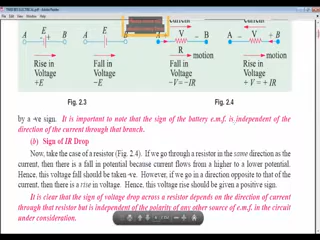 THERORY ELECTRICAL.pdf - Adobe Reader
File Edit View Window Help
Current Current
A E B A E B A V B A V B
+ − − + + − − +
R motion
motion
Rise in Fall in Fall in Rise in
Voltage Voltage Voltage Voltage
+E −E − V = − IR + V = + IR
Fig. 2.3 Fig. 2.4
by a -ve sign. It is important to note that the sign of the battery e.m.f. is independent of the
direction of the current through that branch.
(b) Sign of IR Drop
Now, take the case of a resistor (Fig. 2.4). If we go through a resistor in the same direction as the
current, then there is a fall in potential because current flows from a higher to a lower potential.
Hence, this voltage fall should be taken -ve. However, if we go in a direction opposite to that of the
current, then there is a rise in voltage. Hence, this voltage rise should be given a positive sign.
It is clear that the sign of voltage drop across a resistor depends on the direction of current
through that resistor but is independent of the polarity of any other source of e.m.f. in the circuit
under consideration.